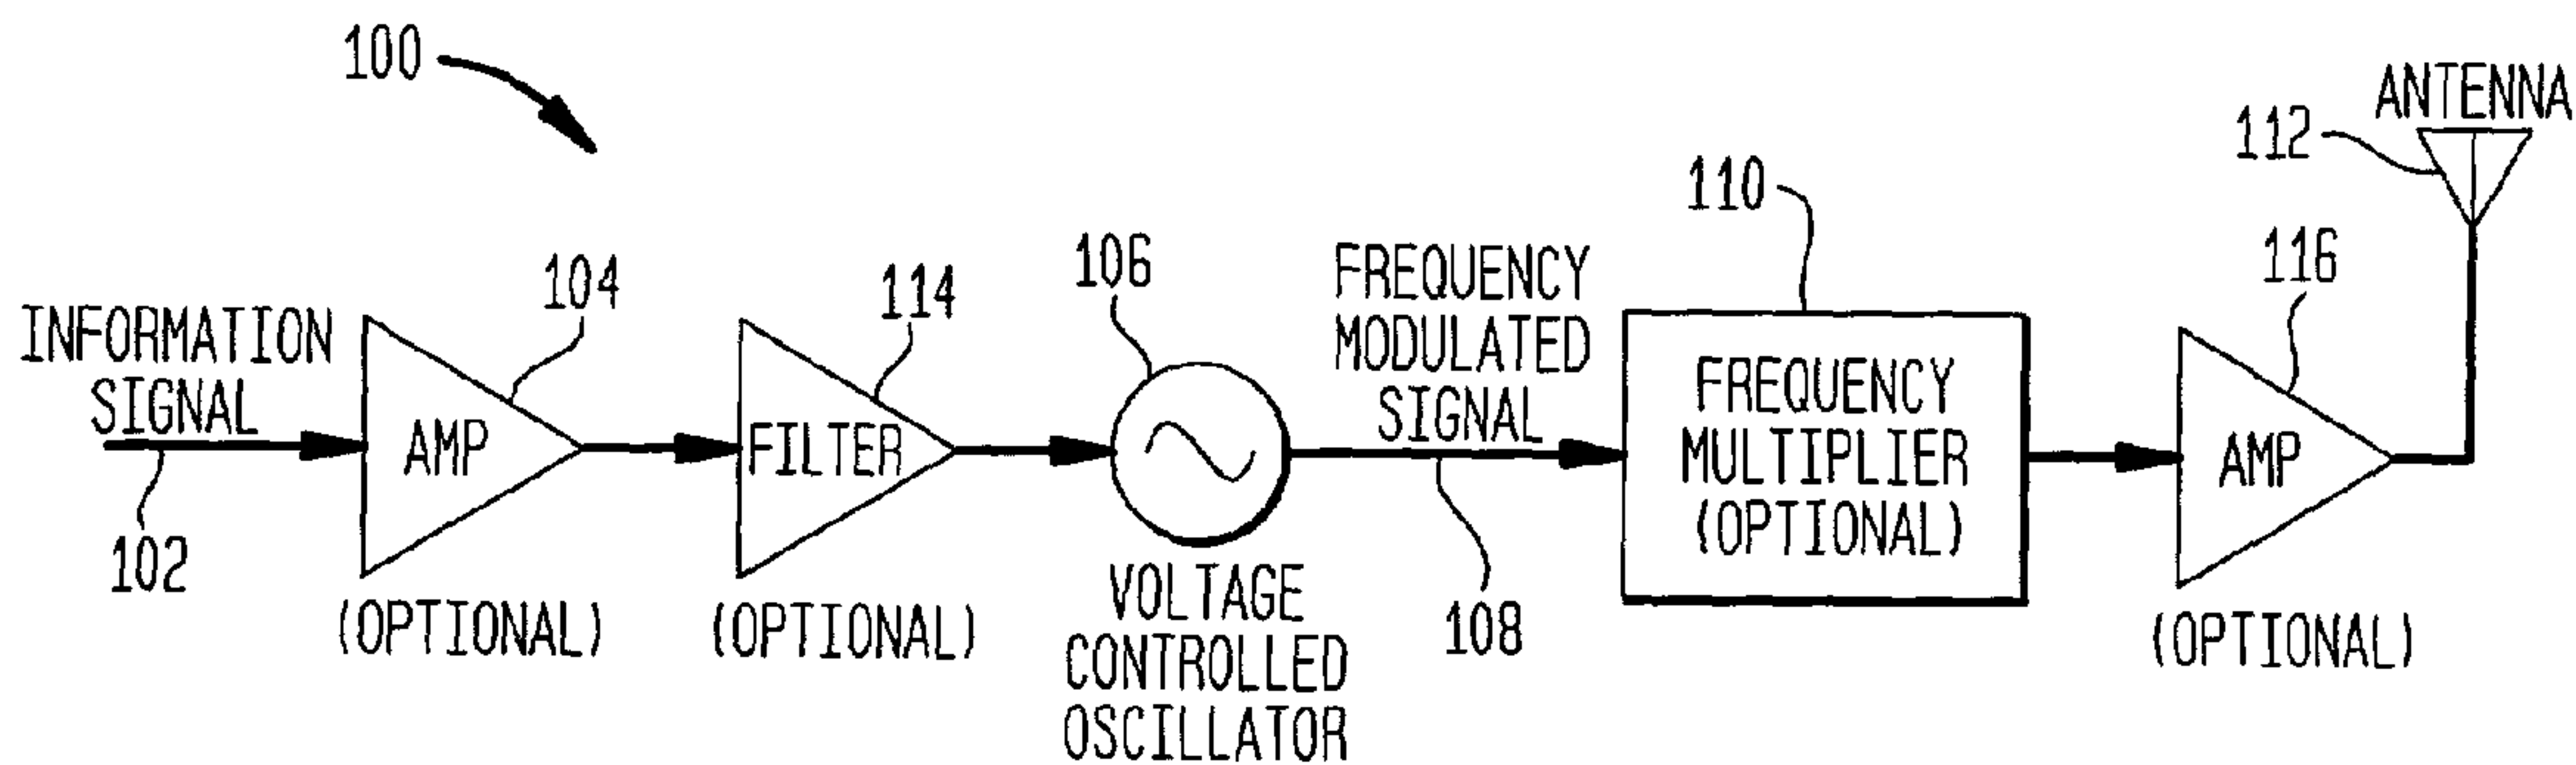 100
INFORMATION
SIGNAL
102
104
AMP
(OPTIONAL)
114
FILTER
(OPTIONAL)
106
VOLTAGE
CONTROLLED
OSCILLATOR
FREQUENCY
MODULATED
SIGNAL
108
110
FREQUENCY
MULTIPLIER
(OPTIONAL)
116
AMP
(OPTIONAL)
ANTENNA
112